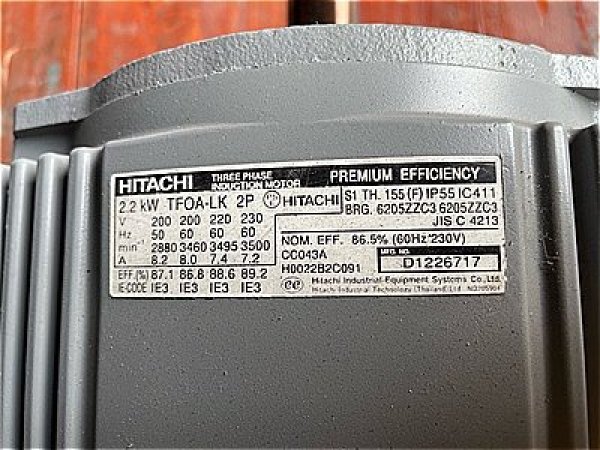 HITACHI THREE PHASE INDUCTION MOTOR PREMIUM EFFICIENCY
2.2 kW TFOA-LK 2P HITACHI
V 200 200 220 230
Hz 50 60 60 60
min⁻¹ 2880 3460 3495 3500
A 8.2 8.0 7.4 7.2
EFF.(%) 87.1 86.8 88.6 89.2
IE-CODE IE3 IE3 IE3 IE3
S1 TH. 155 (F) IP55 IC411
BRG. 6205ZZC3 6205ZZC3
JIS C 4213
NOM. EFF. 86.5% (60Hz*230V)
CC043A MFG. NO.
H0022B2C091 D1226717
cc Hitachi Industrial Equipment Systems Co., Ltd.
Hitachi Industrial Technology (Thailand) Ltd.